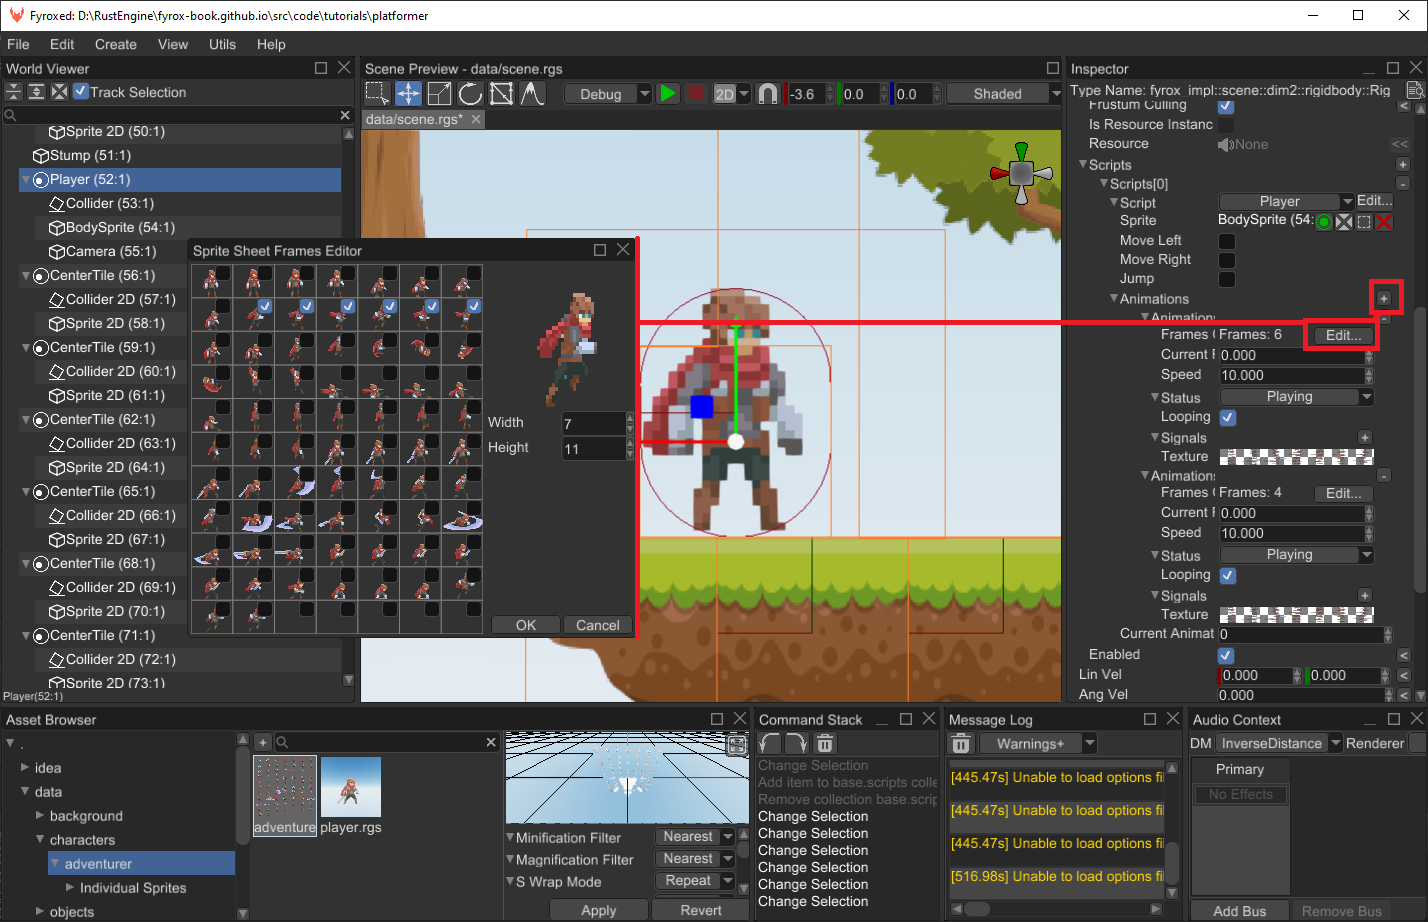 Fyroxed: D:\RustEngine\fyrox-book.github.io\src\code\tutorials\platformer
File Edit Create View Utils Help
World Viewer
Track Selection
Sprite 2D (50:1)
Stump (51:1)
Player (52:1)
Collider (53:1)
BodySprite (54:1)
Camera (55:1)
CenterTile (56:1)
Collider 2D (57:1)
Sprite 2D (58:1)
CenterTile (59:1)
Collider 2D (60:1)
Sprite 2D (61:1)
CenterTile (62:1)
Collider 2D (63:1)
Sprite 2D (64:1)
CenterTile (65:1)
Collider 2D (66:1)
Sprite 2D (67:1)
CenterTile (68:1)
Collider 2D (69:1)
Sprite 2D (70:1)
CenterTile (71:1)
Collider 2D (72:1)
Sprite 2D (73:1)
Player(52:1)
Scene Preview - data/scene.rgs
Debug 2D -3.6 0.0 0.0 Shaded
data/scene.rgs*
Sprite Sheet Frames Editor
Width 7
Height 11
OK Cancel
Inspector
Type Name: fyrox_impl::scene::dim2::rigidbody::Rig
Frustum Culling <
Is Resource Instanc
Resource None <<
Scripts +
Scripts[0] -
Script Player Edit...
Sprite BodySprite (54:
Move Left
Move Right
Jump
Animations +
Animation -
Frames C Frames: 6 Edit...
Current F 0.000
Speed 10.000
Status Playing
Looping
Signals +
Texture
Animation -
Frames C Frames: 4 Edit...
Current F 0.000
Speed 10.000
Status Playing
Looping
Signals +
Texture
Current Animat 0
Enabled <
Lin Vel 0.000 0.000 <
Ang Vel 0.000 <
Asset Browser
.
idea
data
background
characters
adventurer
Individual Sprites
objects
+
adventure player.rgs
Minification Filter Nearest
Magnification Filter Nearest
S Wrap Mode Repeat
Apply Revert
Command Stack
Change Selection
Add item to base.scripts colle
Remove collection base.scrip
Change Selection
Change Selection
Change Selection
Change Selection
Change Selection
Change Selection
Message Log
Warnings+
[445.47s] Unable to load options fi
[445.47s] Unable to load options fi
[445.47s] Unable to load options fi
[516.98s] Unable to load options fi
Audio Context
DM InverseDistance Renderer
Primary
No Effects
Add Bus Remove Bus